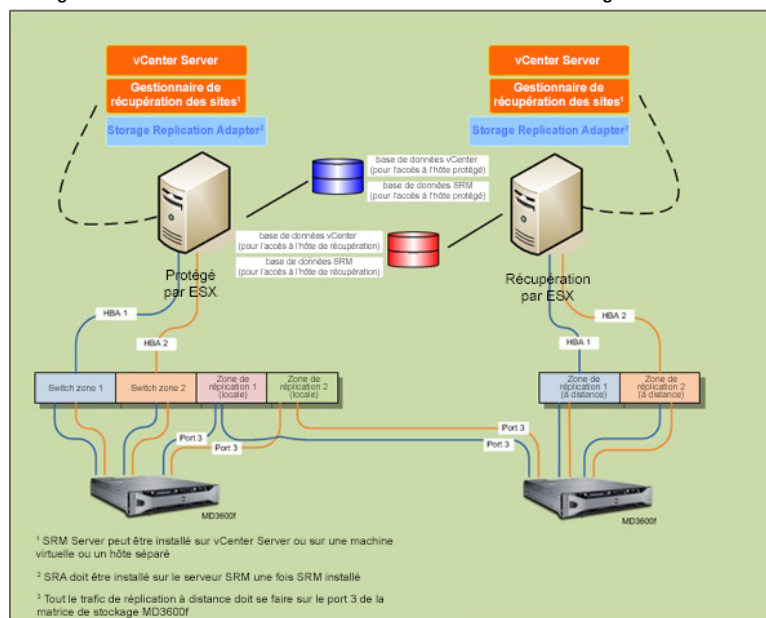 vCenter Server
Gestionnaire de
récupération des sites¹
Storage Replication Adapter²
vCenter Server
Gestionnaire de
récupération des sites¹
Storage Replication Adapter²
base de données vCenter
(pour l'accès à l'hôte protégé)
base de données SRM
(pour l'accès à l'hôte protégé)
base de données vCenter
(pour l'accès à l'hôte de récupération)
base de données SRM
(pour l'accès à l'hôte de récupération)
Protégé
par ESX
Récupération
par ESX
HBA 1
HBA 2
HBA 2
HBA 1
Switch zone 1
Switch zone 2
Zone de
réplication 1
(locale)
Zone de
réplication 2
(locale)
Zone de
réplication 1
(à distance)
Zone de
réplication 2
(à distance)
Port 3
Port 3
Port 3
Port 3
MD3600f
MD3600f
¹ SRM Server peut être installé sur vCenter Server ou sur une machine
virtuelle ou un hôte séparé
² SRA doit être installé sur le serveur SRM une fois SRM installé
³ Tout le trafic de réplication à distance doit se faire sur le port 3 de la
matrice de stockage MD3600f